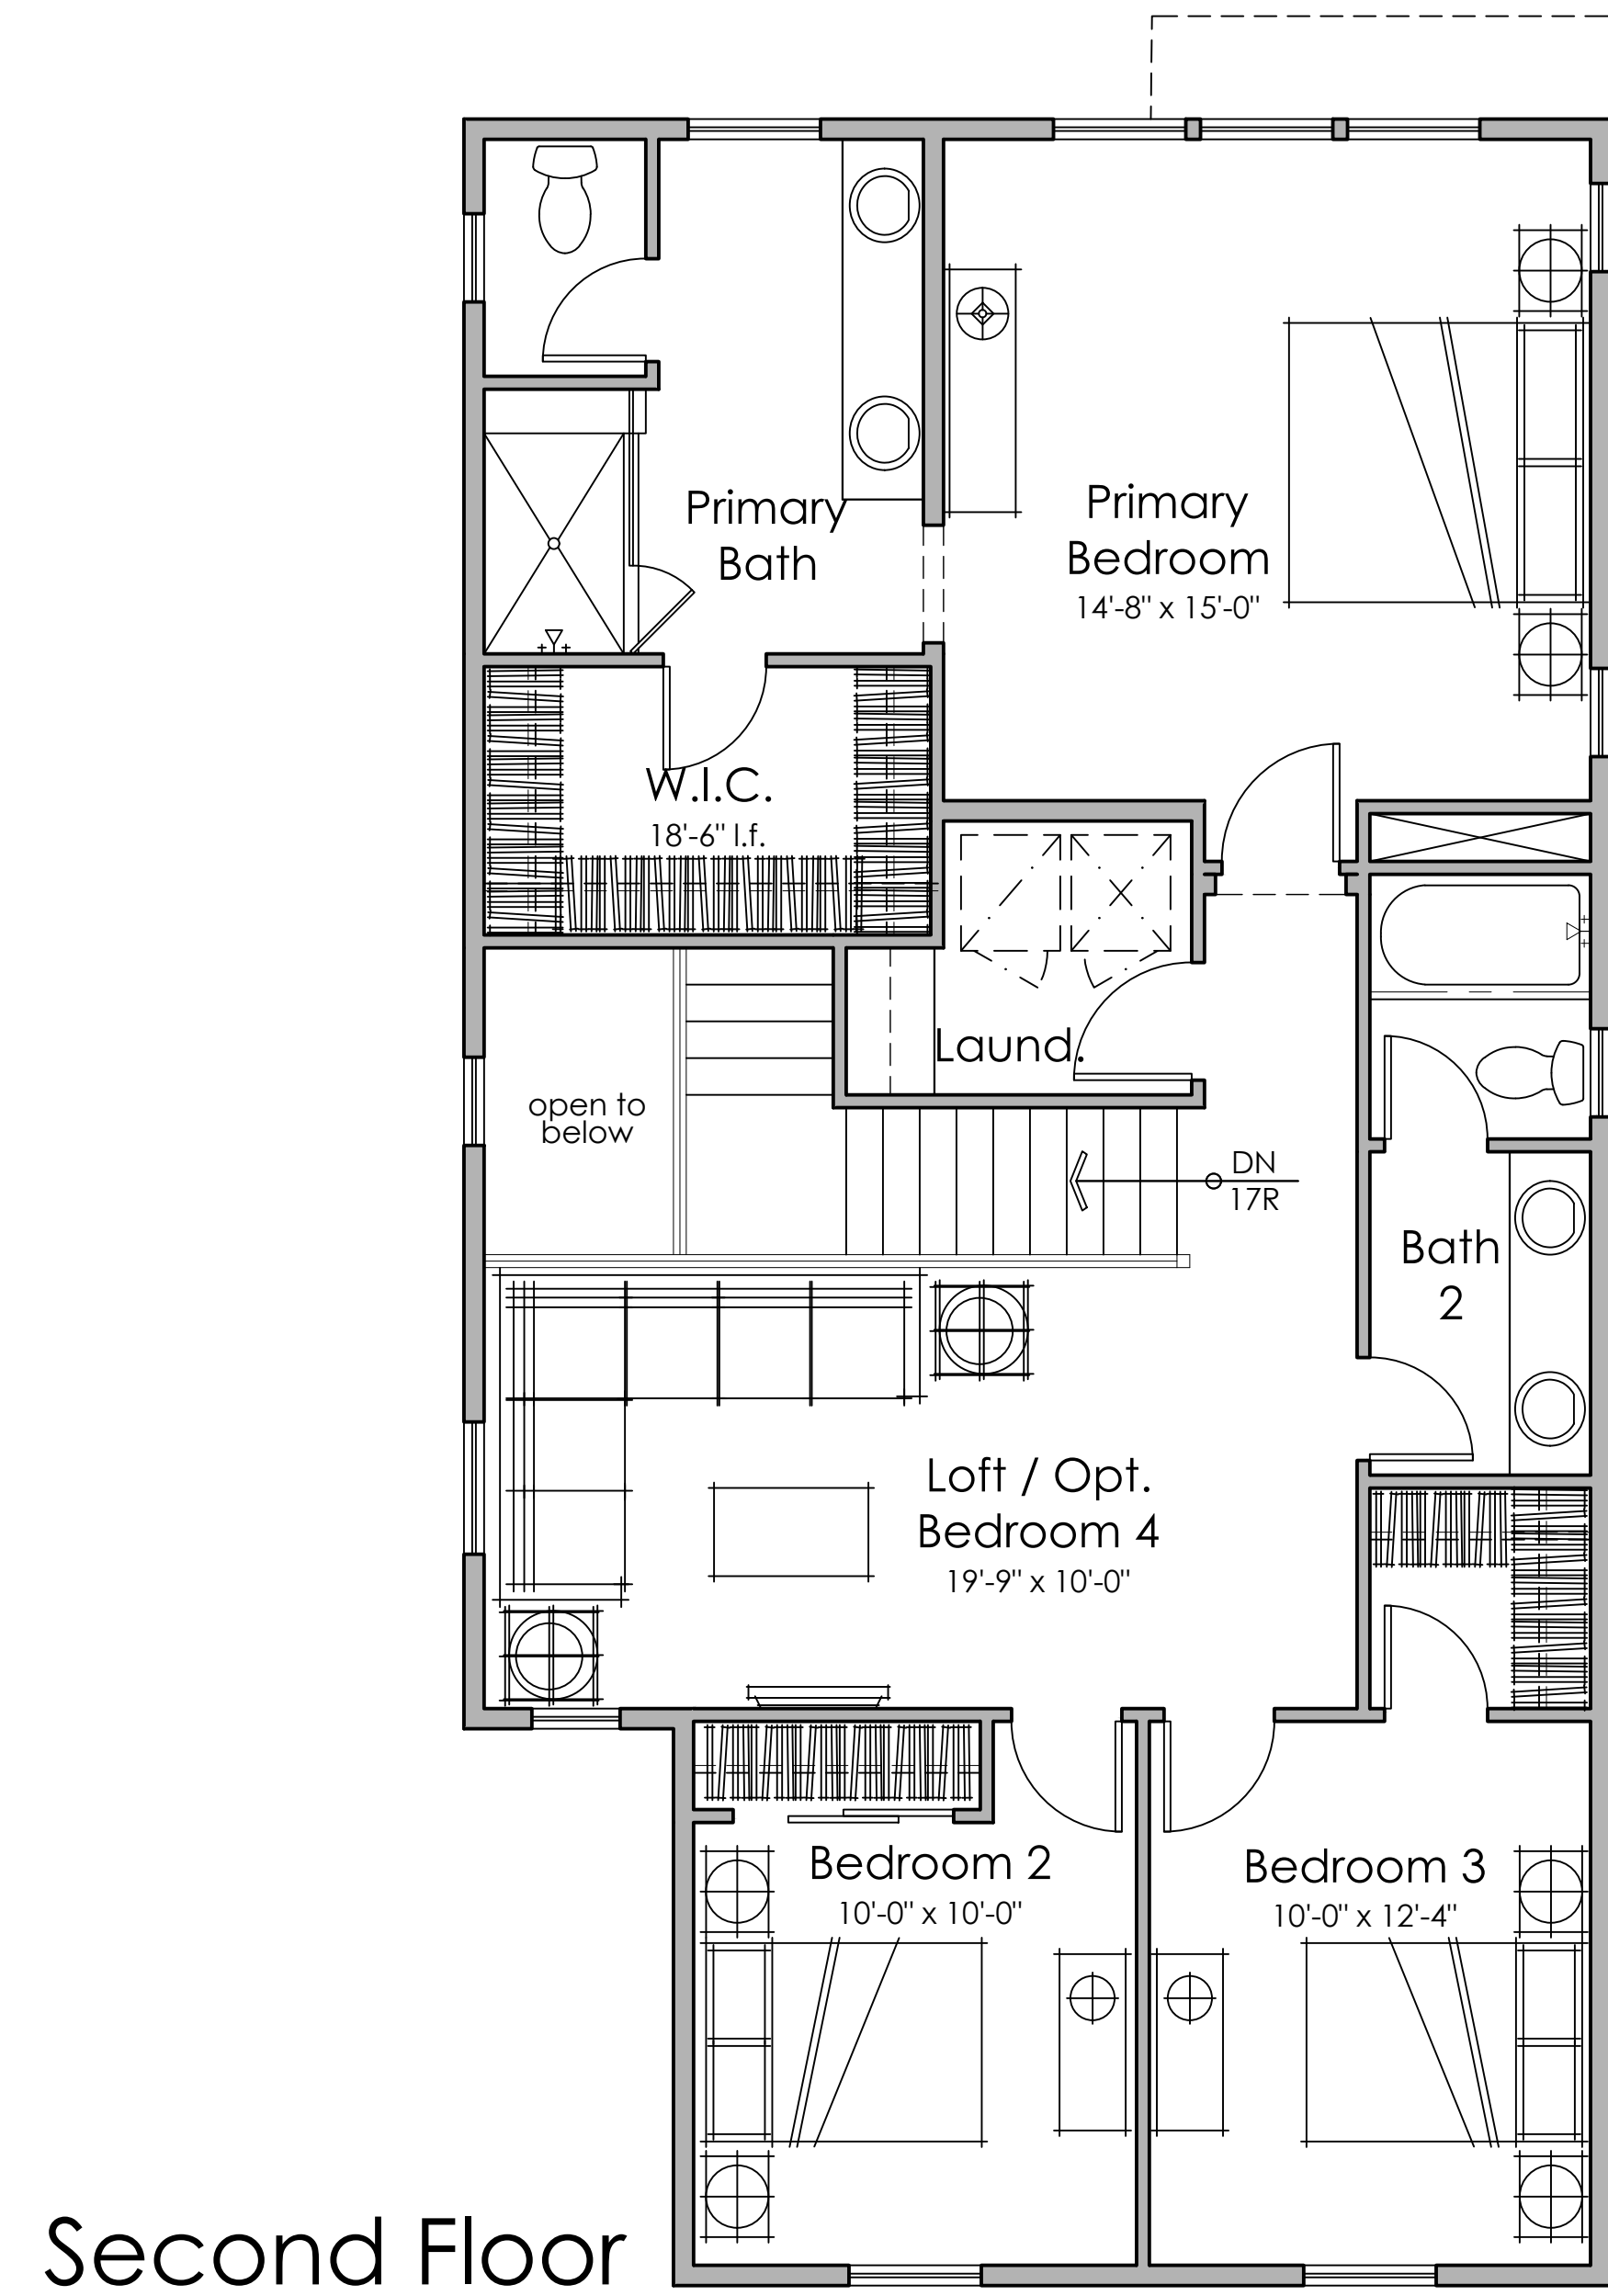 Primary
Bath
Primary
Bedroom
14'-8" x 15'-0"
W.I.C.
18'-6" l.f.
Laund.
open to
below
DN
17R
Bath
2
Loft / Opt.
Bedroom 4
19'-9" x 10'-0"
Bedroom 2
10'-0" x 10'-0"
Bedroom 3
10'-0" x 12'-4"
Second Floor